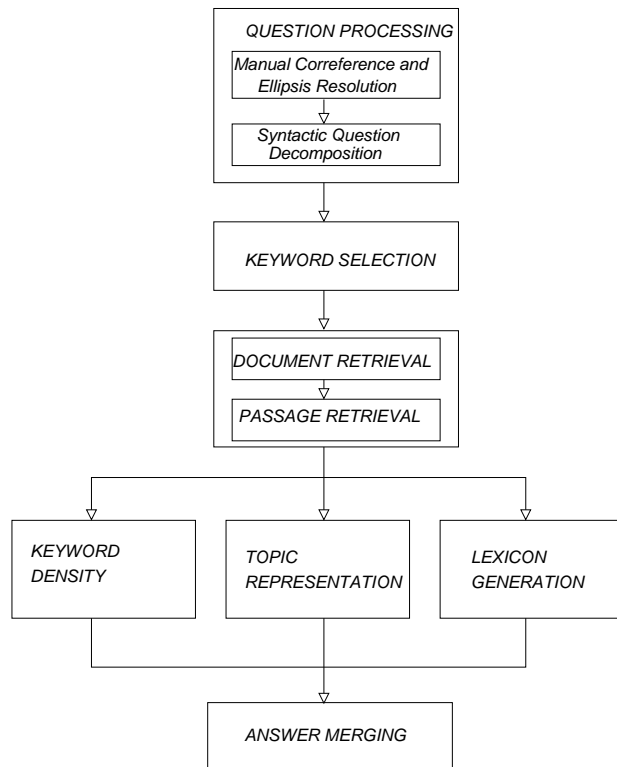 QUESTION PROCESSING
Manual Correference and
Ellipsis Resolution
Syntactic Question
Decomposition
KEYWORD SELECTION
DOCUMENT RETRIEVAL
PASSAGE RETRIEVAL
KEYWORD
DENSITY
TOPIC
REPRESENTATION
LEXICON
GENERATION
ANSWER MERGING